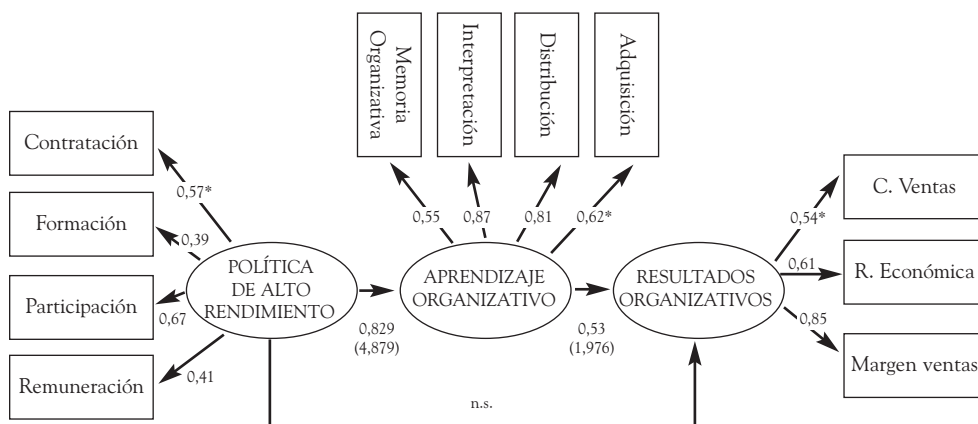 Memoria
Organizativa
Interpretación
Distribución
Adquisición
Contratación
Formación
Participación
Remuneración
0,57*
0,39
0,67
0,41
POLÍTICA
DE ALTO
RENDIMIENTO
0,829
(4,879)
0,55
0,87
0,81
0,62*
APRENDIZAJE
ORGANIZATIVO
0,53
(1,976)
RESULTADOS
ORGANIZATIVOS
0,54*
0,61
0,85
C. Ventas
R. Económica
Margen ventas
n.s.